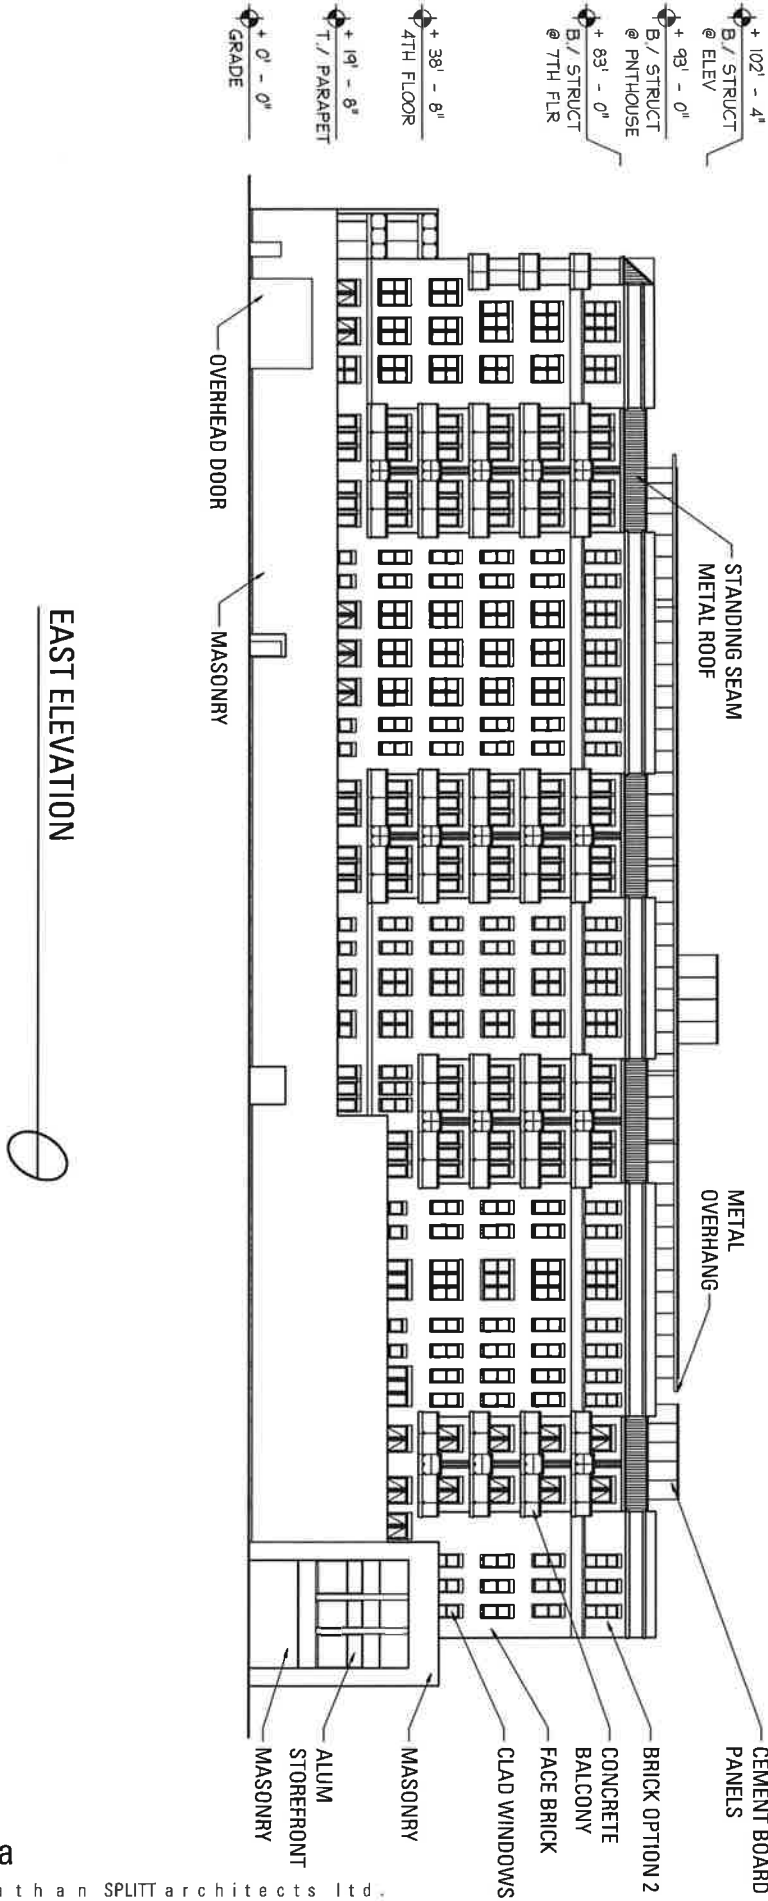 + 102' - 4"
B./ STRUCT
@ ELEV
+ 93' - 0"
B./ STRUCT
@ PNTHOUSE
+ 83' - 0"
B./ STRUCT
@ 7TH FLR
+ 38' - 8"
4TH FLOOR
+ 19' - 8"
T./ PARAPET
+ 0' - 0"
GRADE
STANDING SEAM
METAL ROOF
METAL
OVERHANG
CEMENT BOARD
PANELS
BRICK OPTION 2
CONCRETE
BALCONY
FACE BRICK
CLAD WINDOWS
MASONRY
ALUM
STOREFRONT
MASONRY
OVERHEAD DOOR
MASONRY
EAST ELEVATION
a
than SPLITT architects ltd.